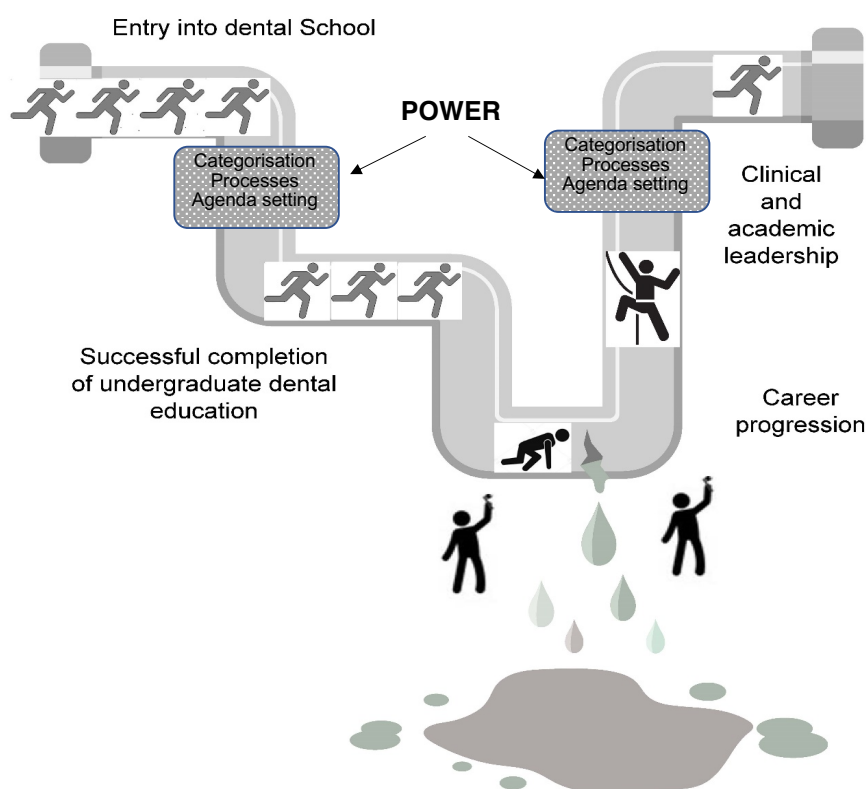 Entry into dental School
POWER
Categorisation
Processes
Agenda setting
Categorisation
Processes
Agenda setting
Clinical
and
academic
leadership
Successful completion
of undergraduate dental
education
Career
progression